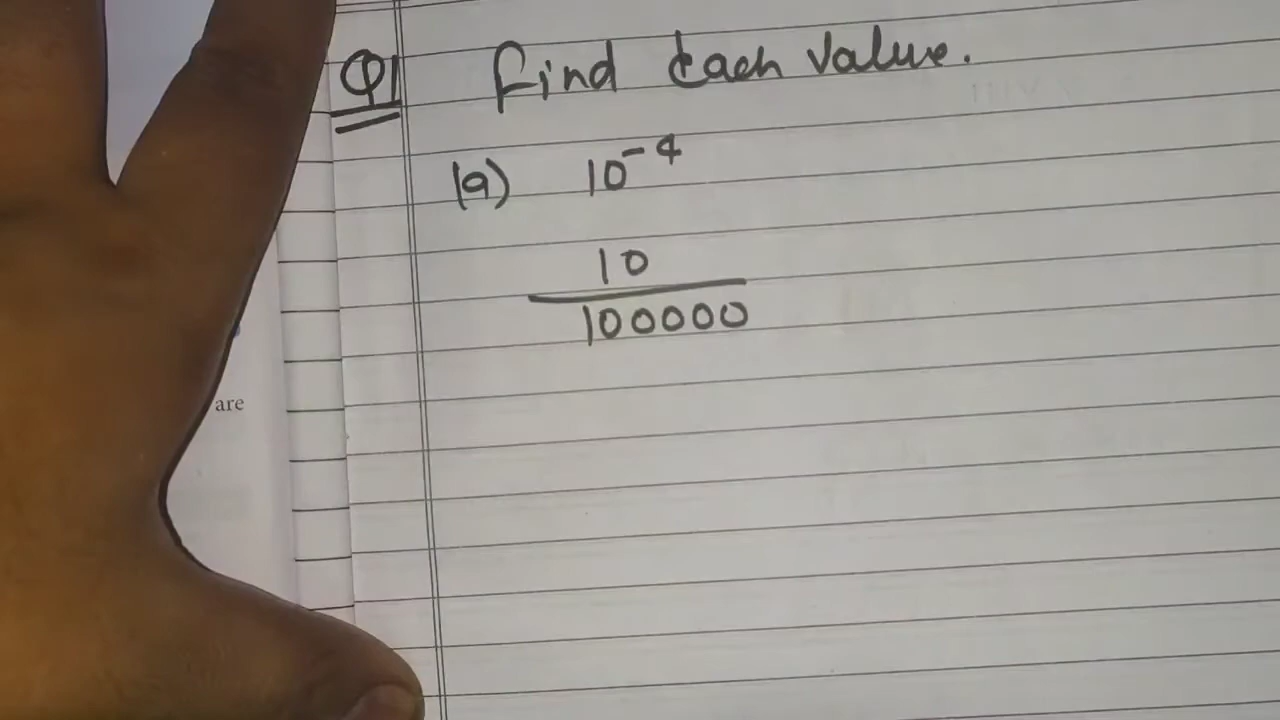 Q1 Find Each value.
(a) 10⁻⁴
10
100000
are